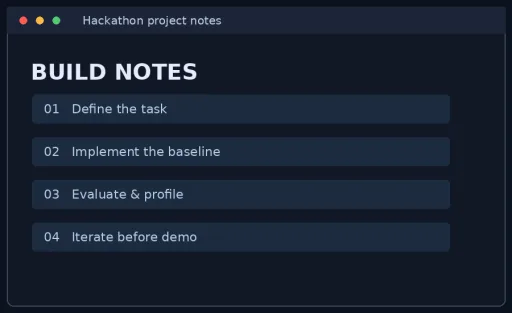 Hackathon project notes
BUILD NOTES
01 Define the task
02 Implement the baseline
03 Evaluate & profile
04 Iterate before demo